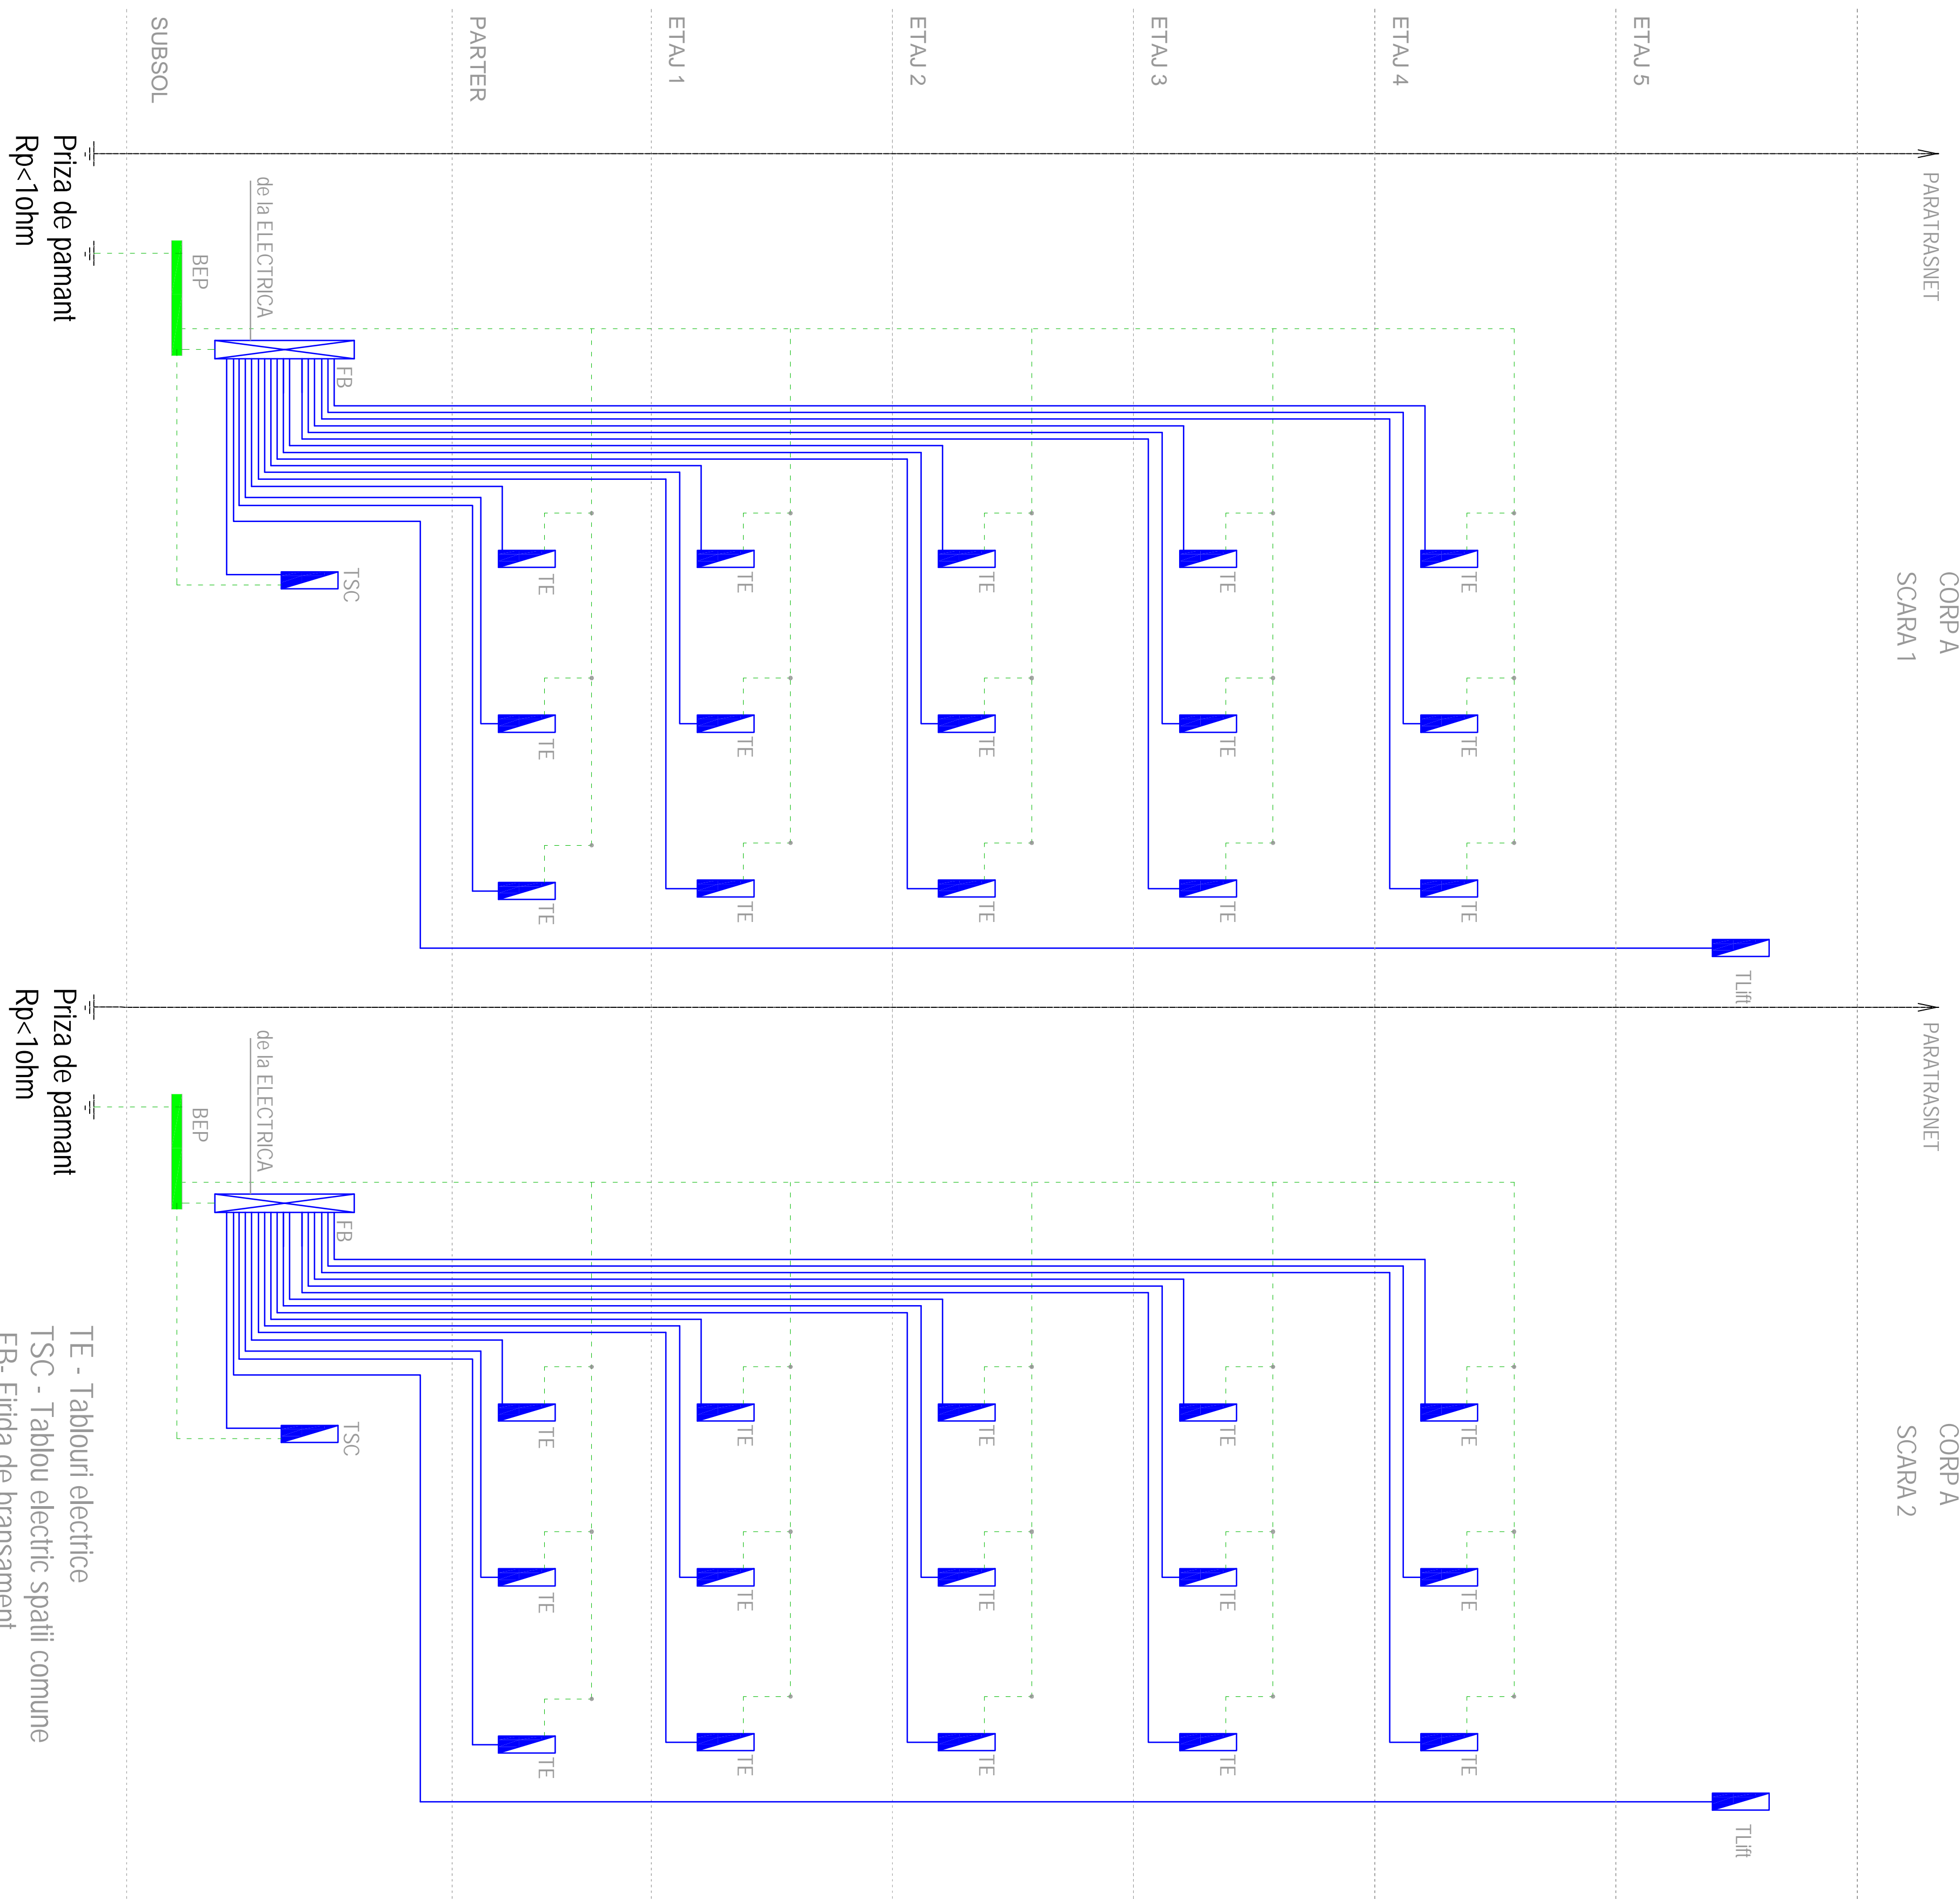 CORP A
SCARA 1
CORP A
SCARA 2
PARATRASNET
PARATRASNET
TLift
TLift
ETAJ 5
TE
TE
TE
TE
TE
TE
ETAJ 4
TE
TE
TE
TE
TE
TE
ETAJ 3
TE
TE
TE
TE
TE
TE
ETAJ 2
TE
TE
TE
TE
TE
TE
ETAJ 1
TE
TE
TE
TE
TE
TE
PARTER
FB
TSC
FB
TSC
de la ELECTRICA
de la ELECTRICA
BEP
BEP
SUBSOL
Priza de pamant
Rp<1ohm
Priza de pamant
Rp<1ohm
TE - Tablouri electrice
TSC - Tablou electric spatii comune
FB- Firida de bransament